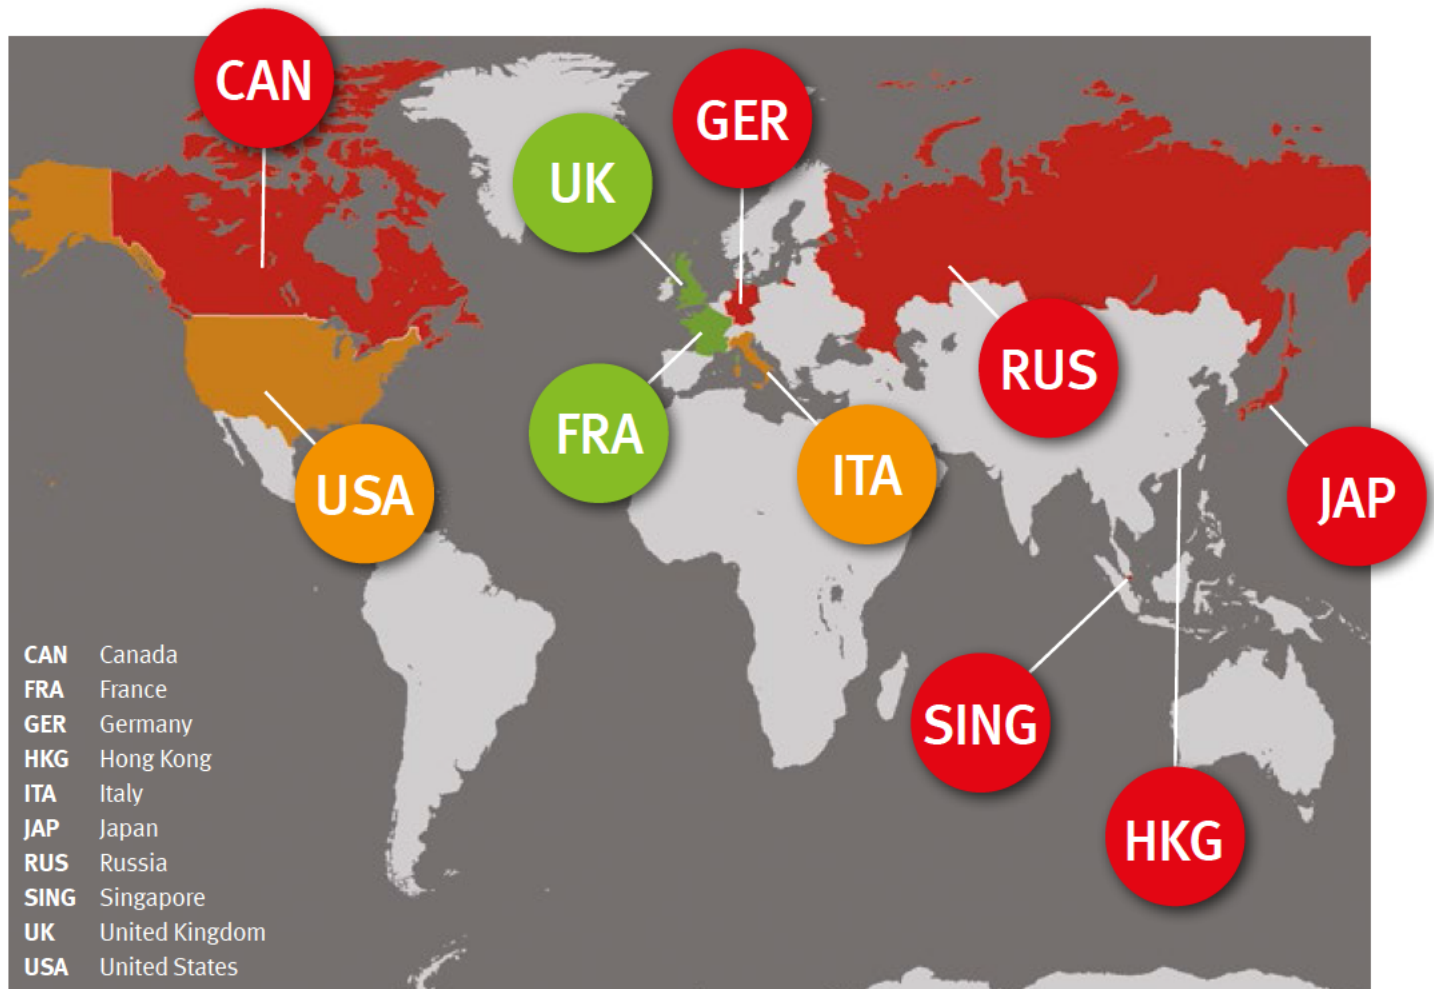 CAN
GER
UK
RUS
FRA
ITA
USA
JAP
SING
HKG
CAN Canada
FRA France
GER Germany
HKG Hong Kong
ITA Italy
JAP Japan
RUS Russia
SING Singapore
UK United Kingdom
USA United States